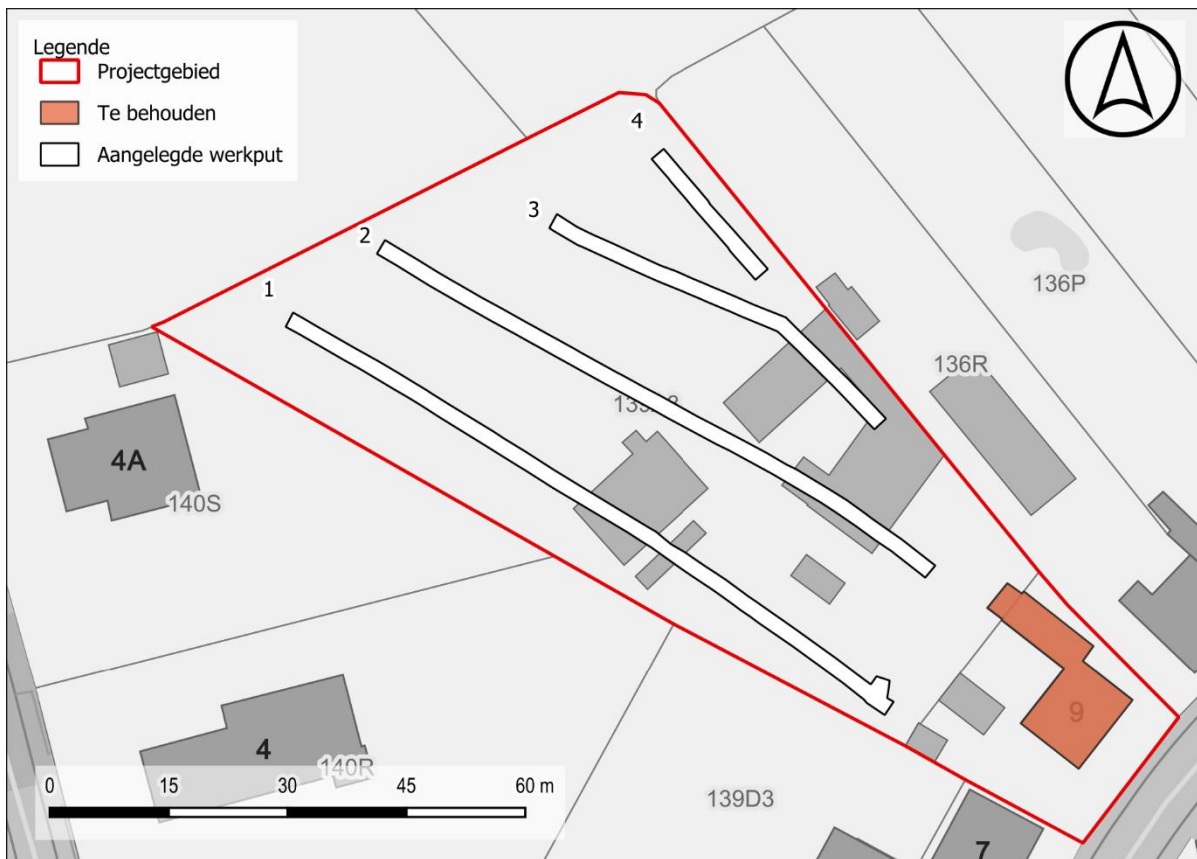 Legende
Projectgebied
Te behouden
Aangelegde werkput
4
3
2
1
136P
136R
4A
140S
9
4
140R
139D3
7
0 15 30 45 60 m